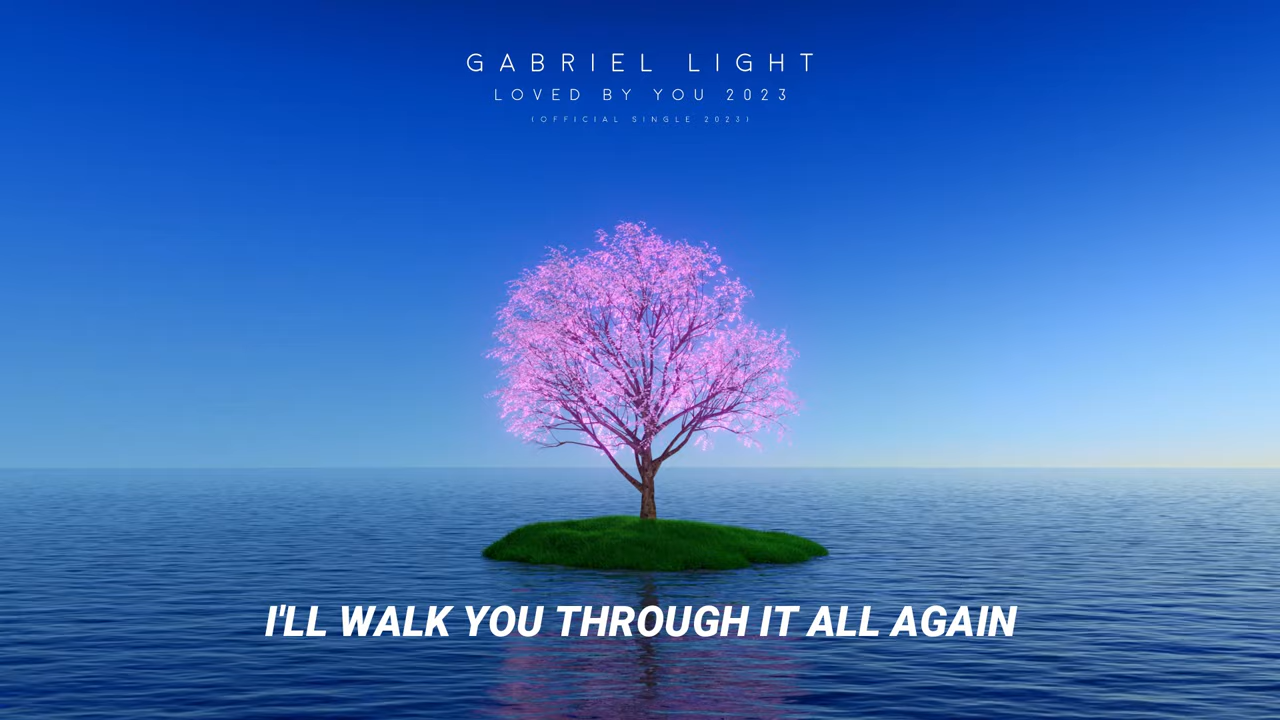 GABRIEL LIGHT
LOVED BY YOU 2023
(OFFICIAL SINGLE 2023)
I'LL WALK YOU THROUGH IT ALL AGAIN